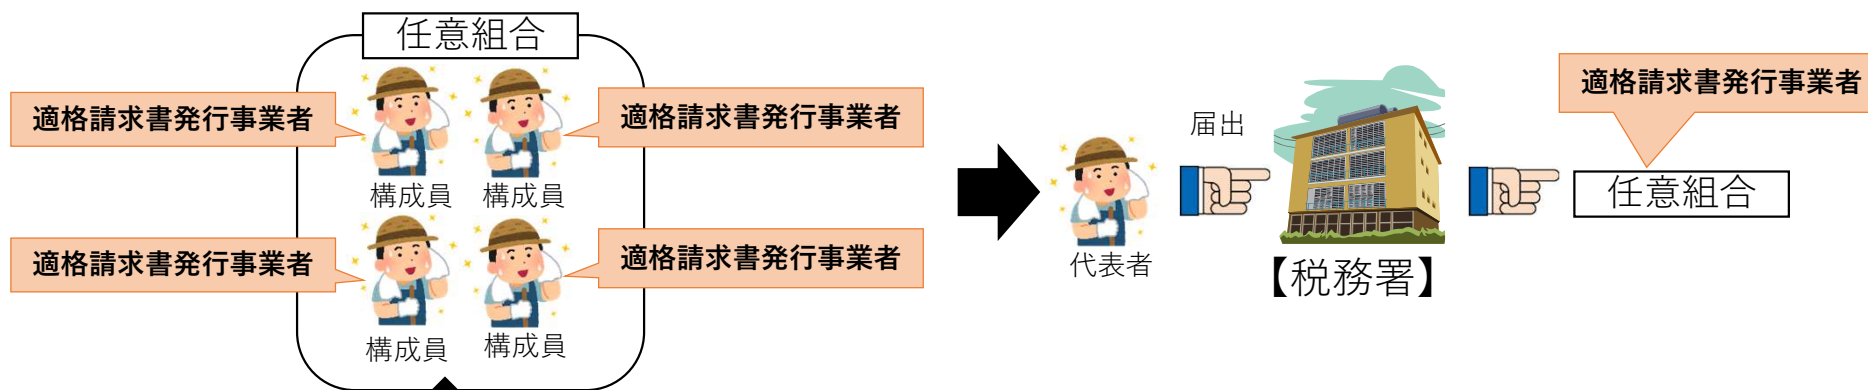 任意組合
適格請求書発行事業者
適格請求書発行事業者
構成員
構成員
適格請求書発行事業者
適格請求書発行事業者
構成員
構成員
代表者
届出
【税務署】
適格請求書発行事業者
任意組合